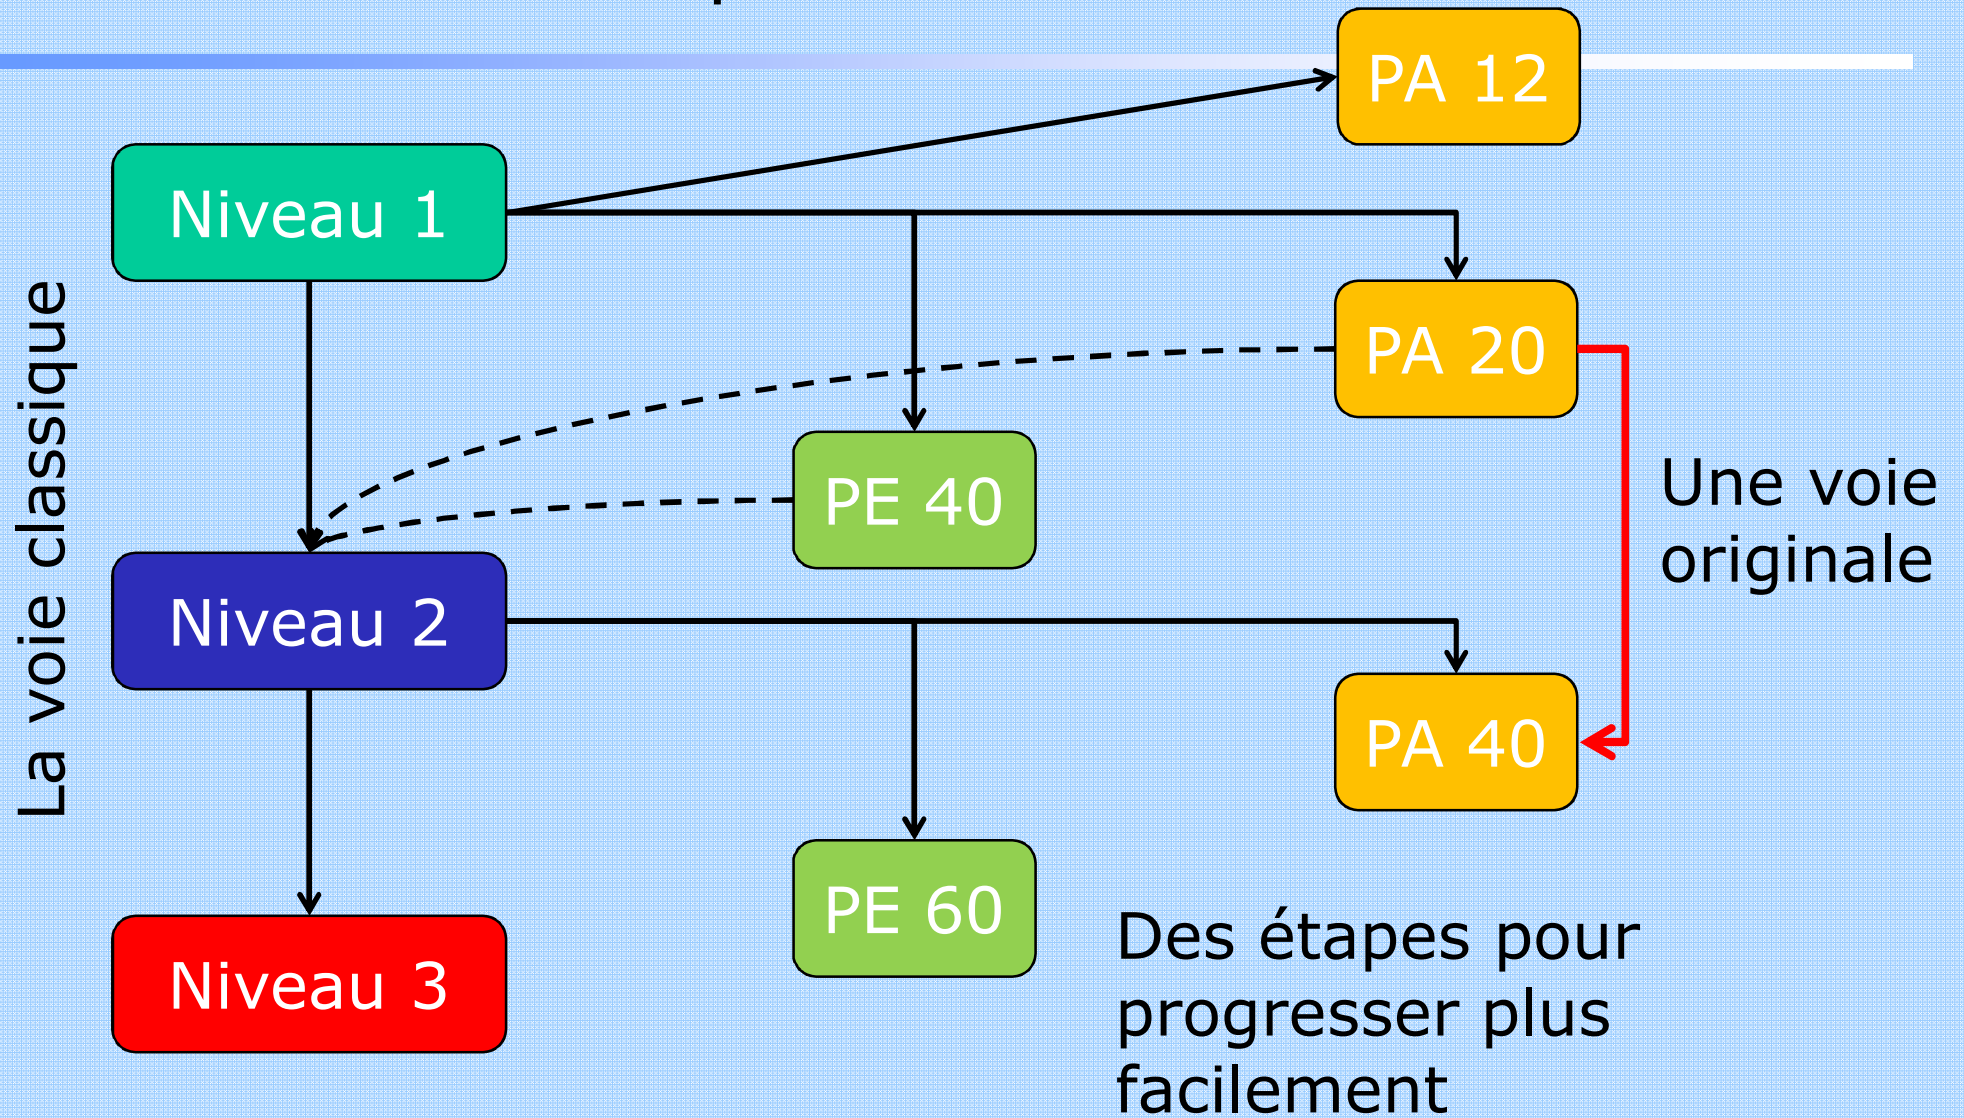 PA 12
Niveau 1
La voie classique
PA 20
PE 40
Une voie
originale
Niveau 2
PA 40
PE 60
Des étapes pour
progresser plus
facilement
Niveau 3